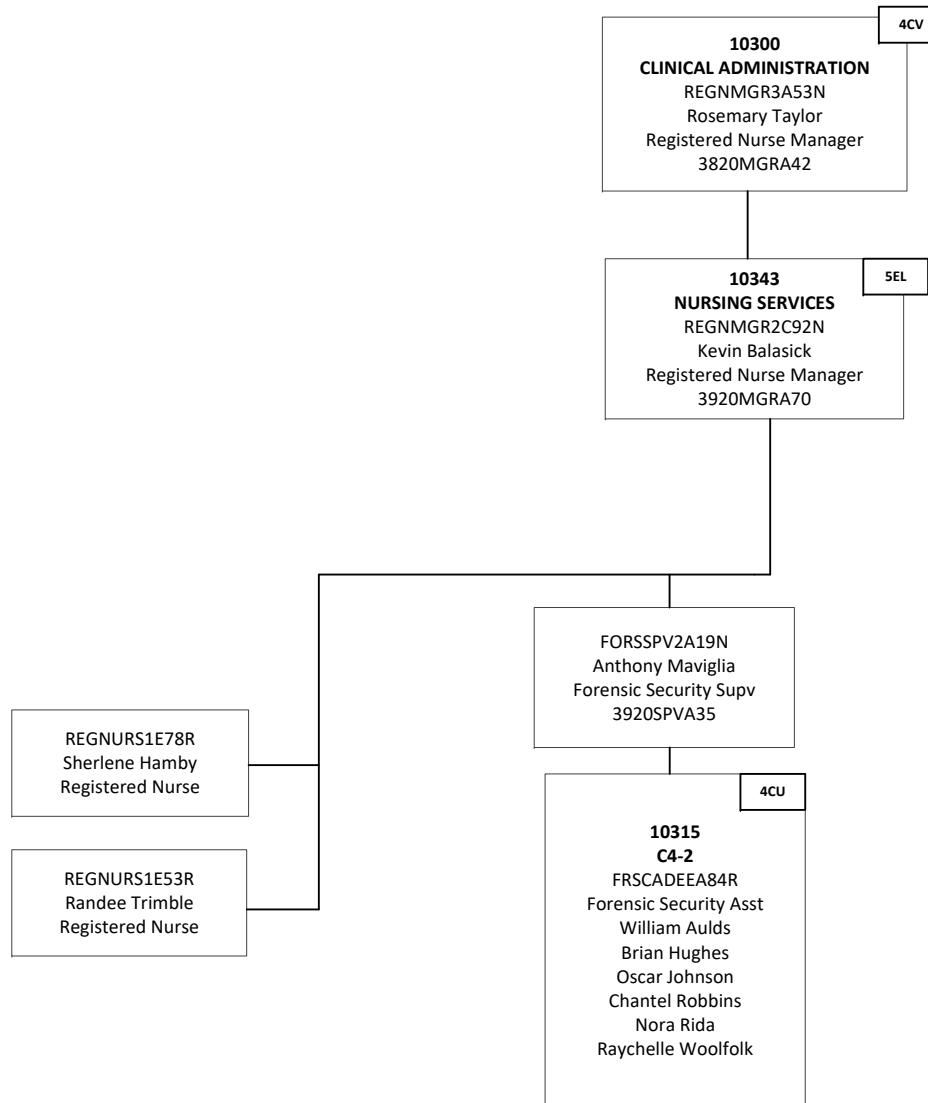 4CV
10300
CLINICAL ADMINISTRATION
REGNMGR3A53N
Rosemary Taylor
Registered Nurse Manager
3820MGRA42
5EL
10343
NURSING SERVICES
REGNMGR2C92N
Kevin Balasick
Registered Nurse Manager
3920MGRA70
FORSSPV2A19N
Anthony Maviglia
Forensic Security Supv
3920SPVA35
REGNURS1E78R
Sherlene Hamby
Registered Nurse
REGNURS1E53R
Randee Trimble
Registered Nurse
4CU
10315
C4-2
FRSCADEEA84R
Forensic Security Asst
William Aulds
Brian Hughes
Oscar Johnson
Chantel Robbins
Nora Rida
Raychelle Woolfolk